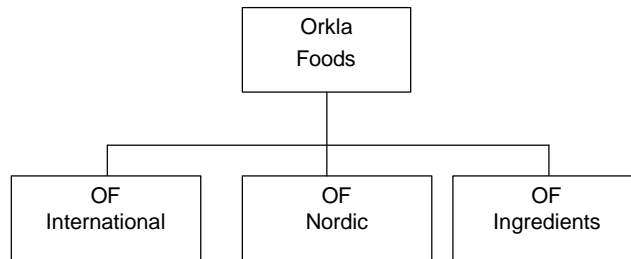 Orkla
Foods
OF
International
OF
Nordic
OF
Ingredients